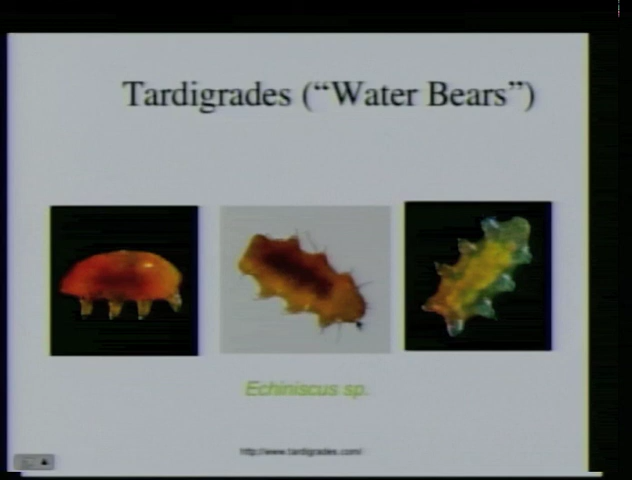 Tardigrades (“Water Bears”)
Echiniscus sp.
http://www.tardigrades.com/